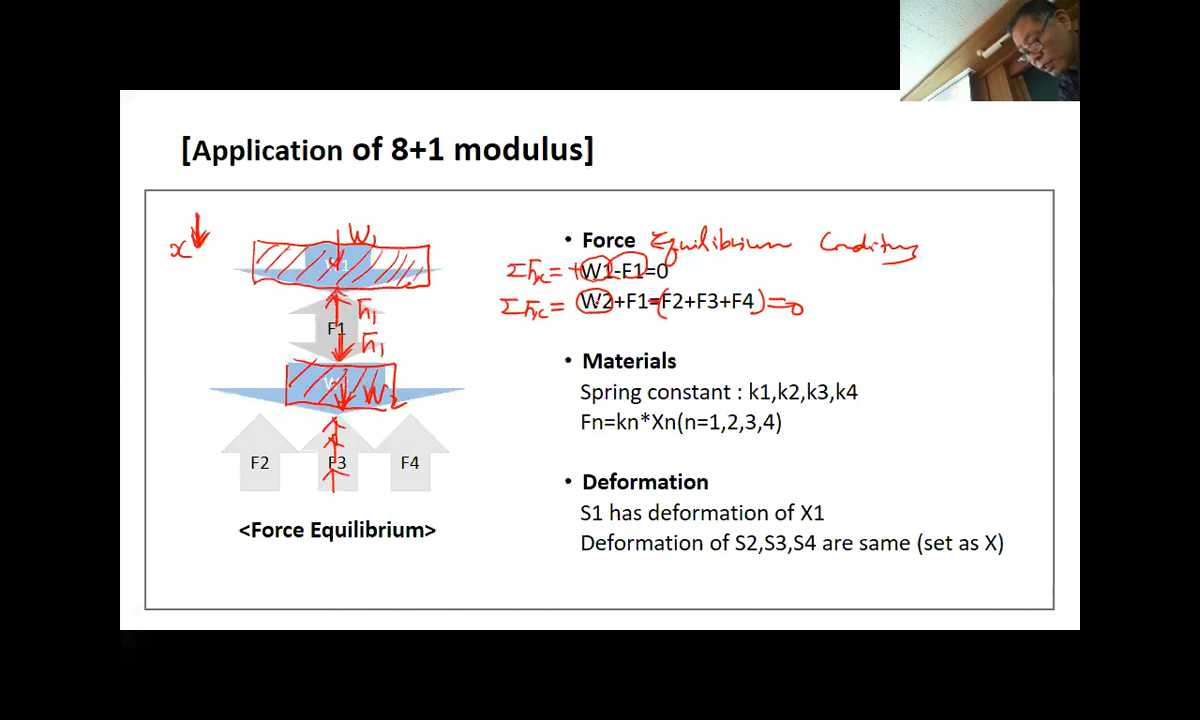 [Application of 8+1 modulus]
x
W1
W1
F1
F1
F1
W2
F2
F3
F4
<Force Equilibrium>
• Force Equilibrium Conditions
ΣFx = +W1-F1=0
ΣFx = W2+F1-(F2+F3+F4)=0
• Materials
Spring constant : k1,k2,k3,k4
Fn=kn*Xn(n=1,2,3,4)
• Deformation
S1 has deformation of X1
Deformation of S2,S3,S4 are same (set as X)